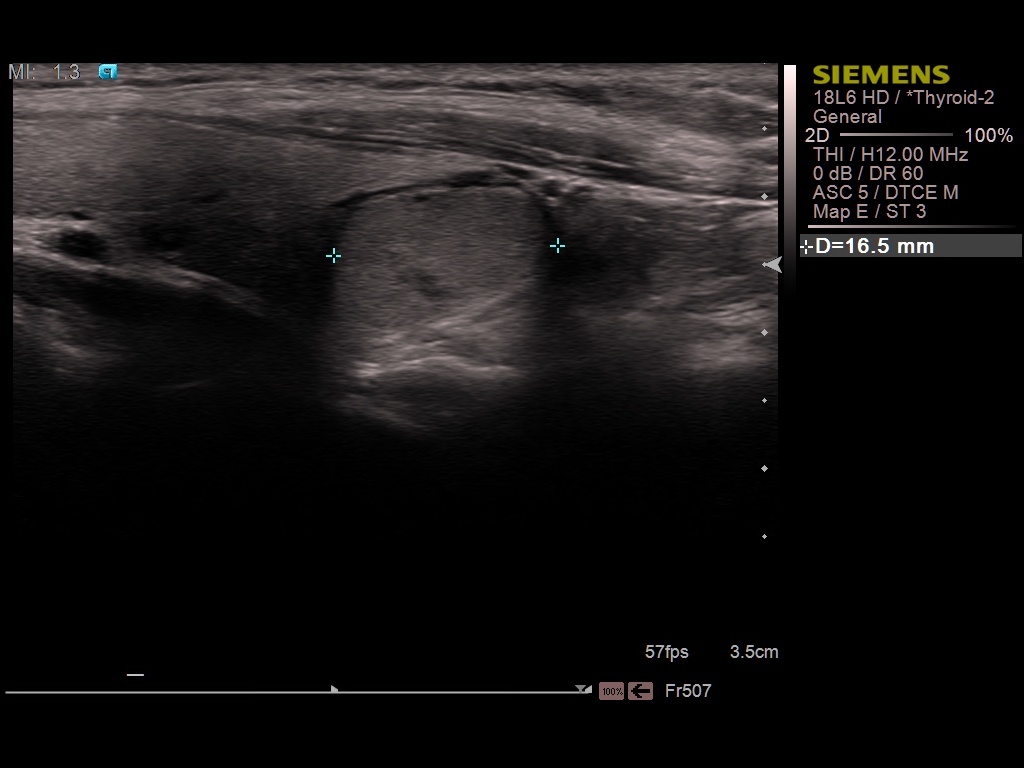 MI: 1.3
SIEMENS
18L6 HD / *Thyroid-2
General
2D 100%
THI / H12.00 MHz
0 dB / DR 60
ASC 5 / DTCE M
Map E / ST 3
D=16.5 mm
57fps 3.5cm
100% Fr507